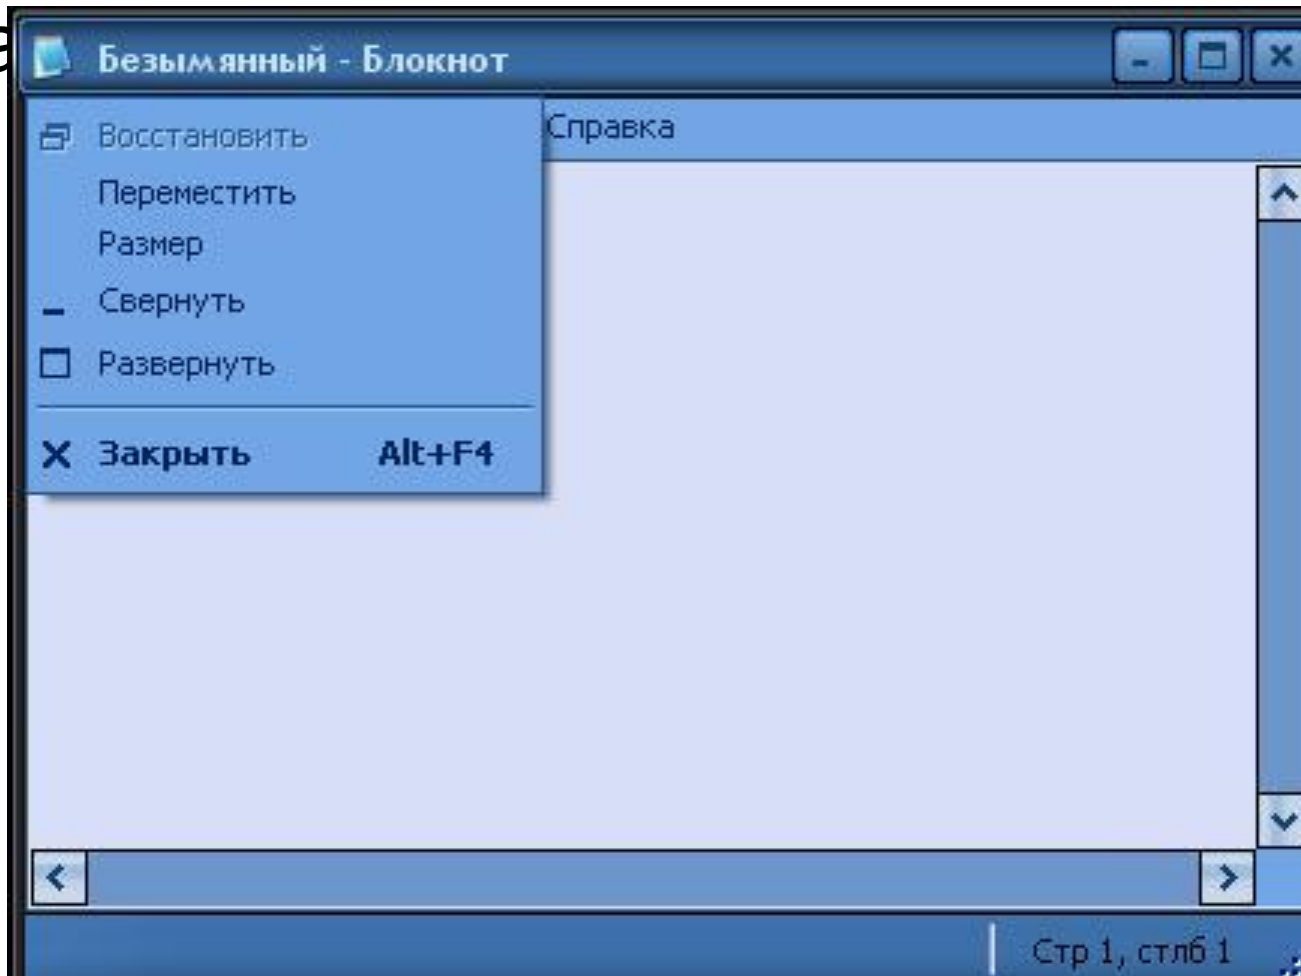 Безымянный - Блокнот
Справка
Восстановить
Переместить
Размер
Свернуть
Развернуть
Закрыть Alt+F4
Стр 1, стлб 1